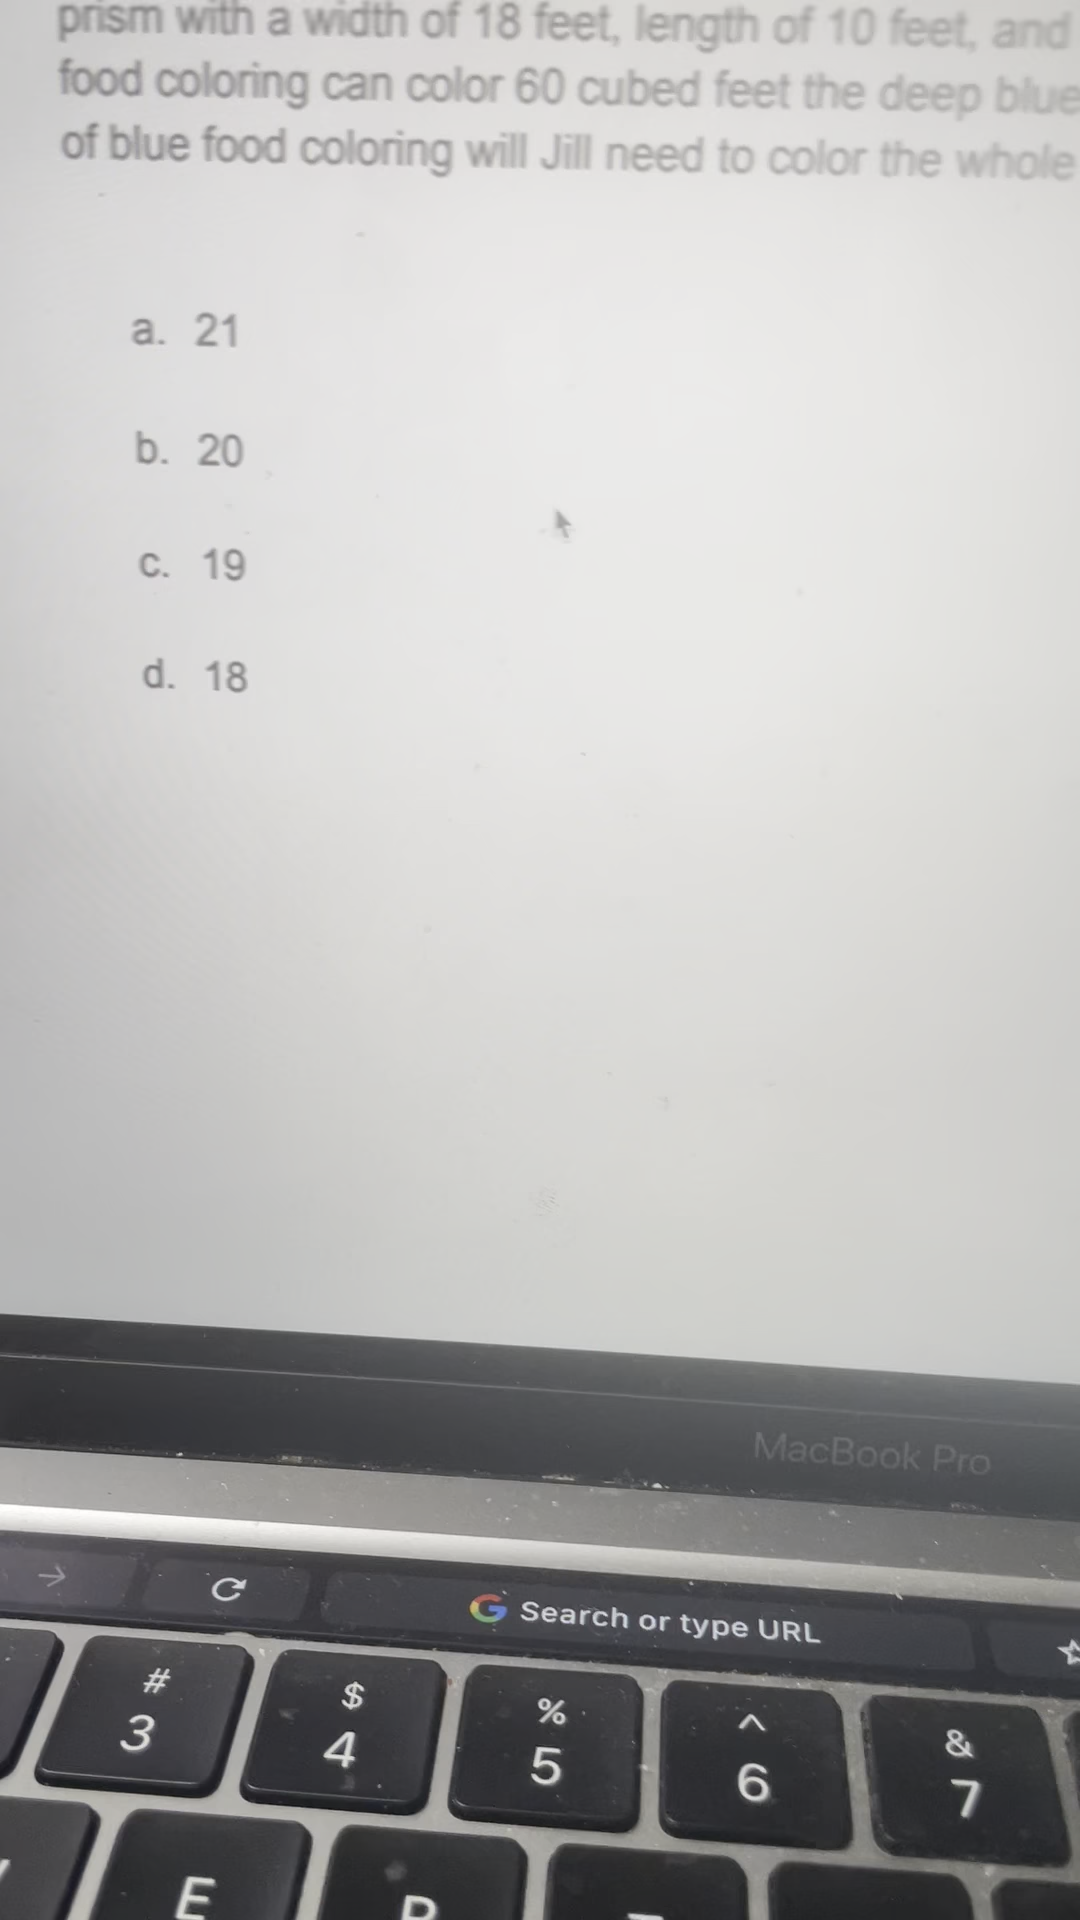 prism with a width of 18 feet, length of 10 feet, and
food coloring can color 60 cubed feet the deep blue
of blue food coloring will Jill need to color the whole
a. 21
b. 20
c. 19
d. 18
MacBook Pro
Search or type URL
# $ % ^ &
3 4 5 6 7
E